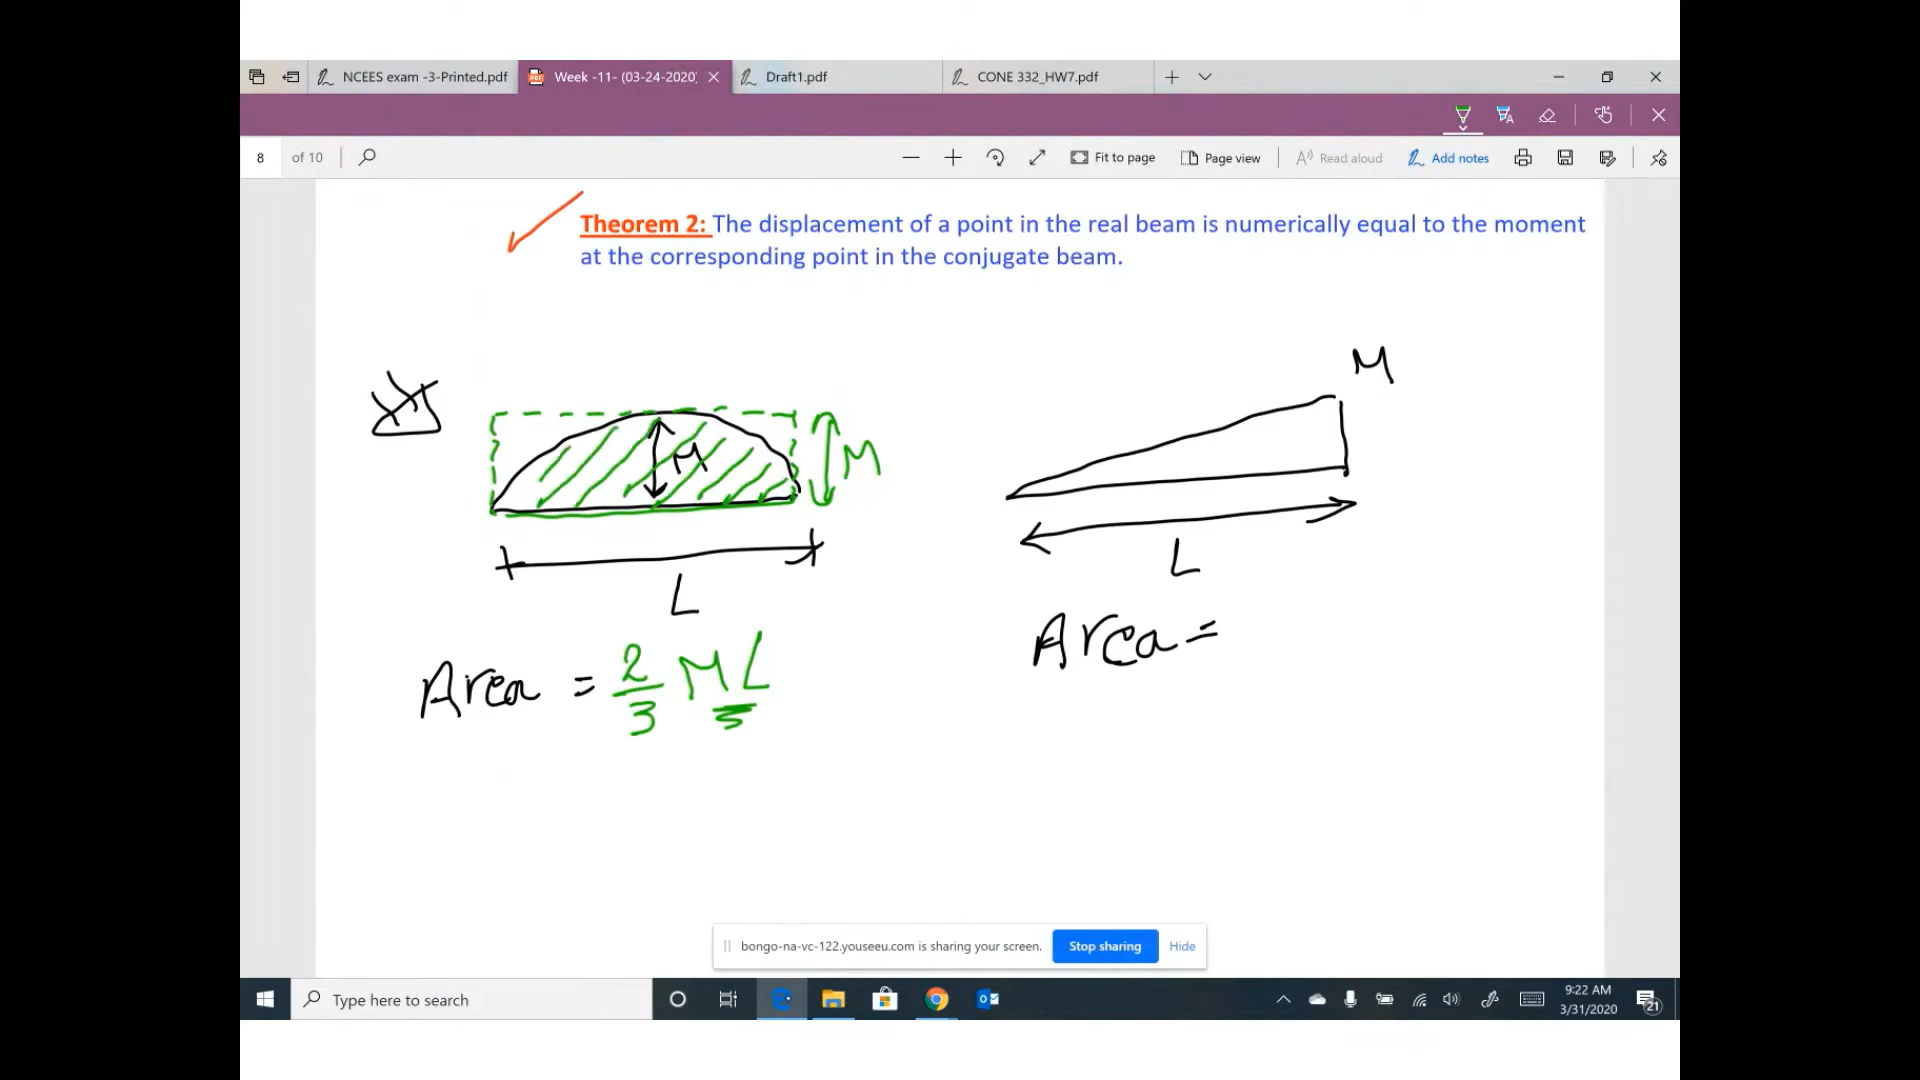 NCEES exam -3-Printed.pdf
Week -11- (03-24-2020)
Draft1.pdf
CONE 332_HW7.pdf
8 of 10
Fit to page
Page view
Read aloud
Add notes
Theorem 2: The displacement of a point in the real beam is numerically equal to the moment
at the corresponding point in the conjugate beam.
M
M
M
L
L
Area = 2/3 ML
Area =
bongo-na-vc-122.youseeu.com is sharing your screen.
Stop sharing
Hide
Type here to search
9:22 AM
3/31/2020
21